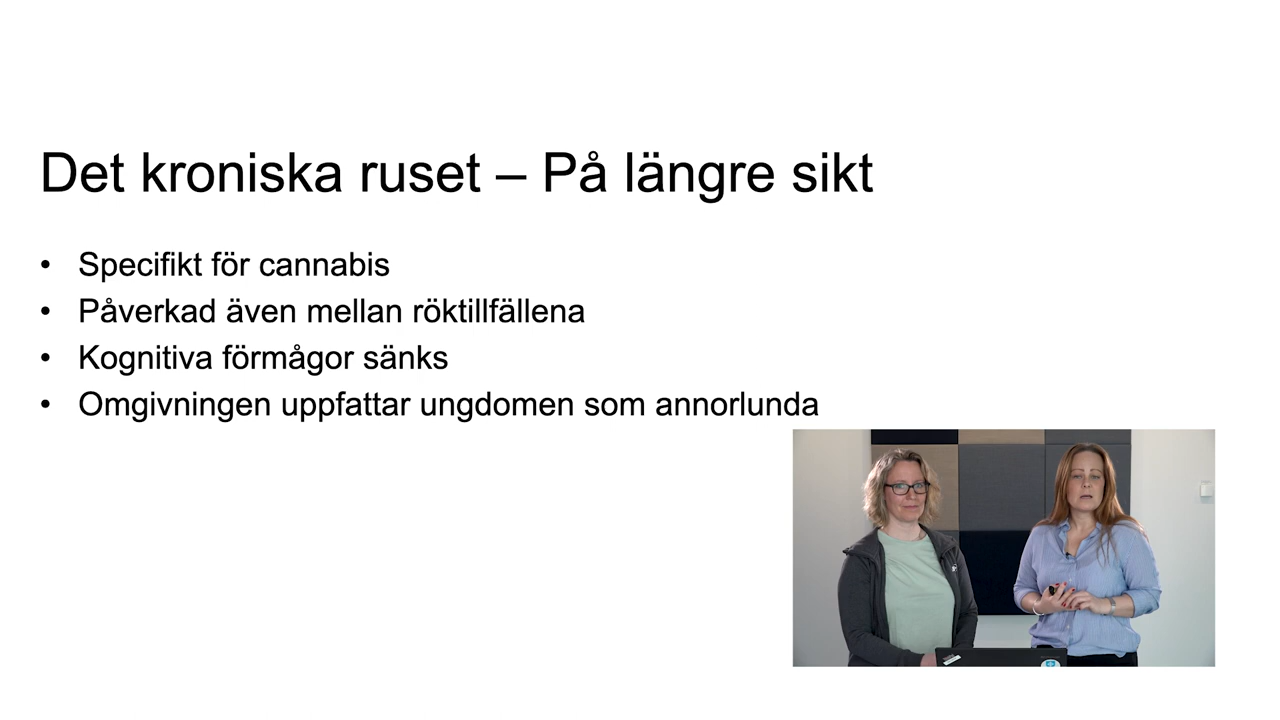 Det kroniska ruset – På längre sikt
• Specifikt för cannabis
• Påverkad även mellan röktillfällena
• Kognitiva förmågor sänks
• Omgivningen uppfattar ungdomen som annorlunda